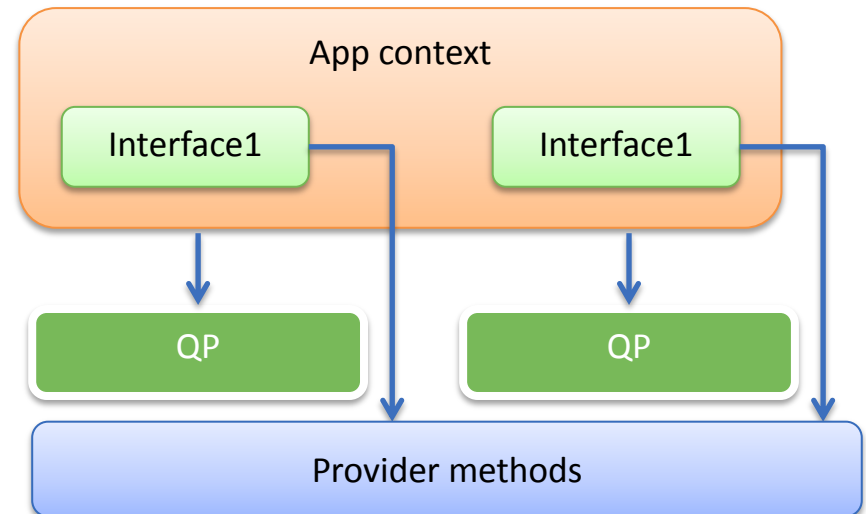 App context
Interface1
Interface1
QP
QP
Provider methods